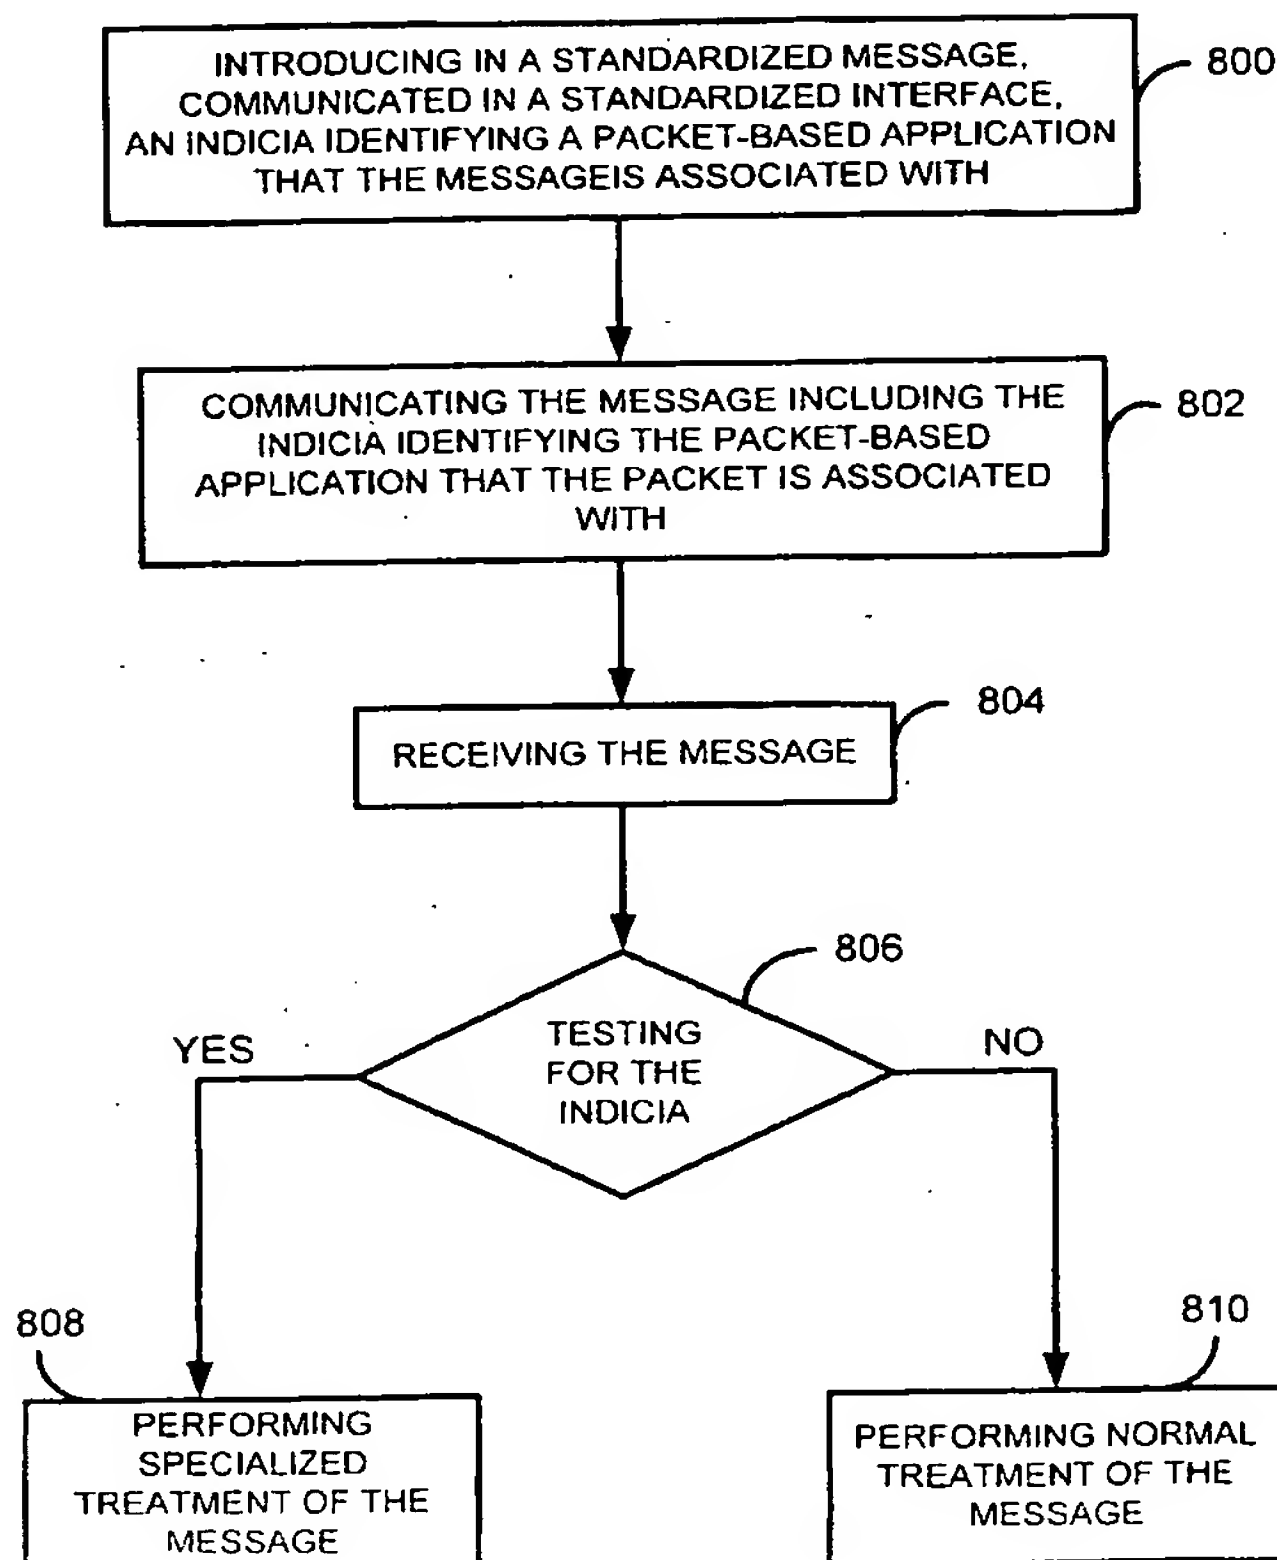 INTRODUCING IN A STANDARDIZED MESSAGE,
COMMUNICATED IN A STANDARDIZED INTERFACE,
AN INDICIA IDENTIFYING A PACKET-BASED APPLICATION
THAT THE MESSAGEIS ASSOCIATED WITH
800
COMMUNICATING THE MESSAGE INCLUDING THE
INDICIA IDENTIFYING THE PACKET-BASED
APPLICATION THAT THE PACKET IS ASSOCIATED
WITH
802
RECEIVING THE MESSAGE
804
TESTING
FOR THE
INDICIA
806
YES
NO
808
PERFORMING
SPECIALIZED
TREATMENT OF THE
MESSAGE
810
PERFORMING NORMAL
TREATMENT OF THE
MESSAGE